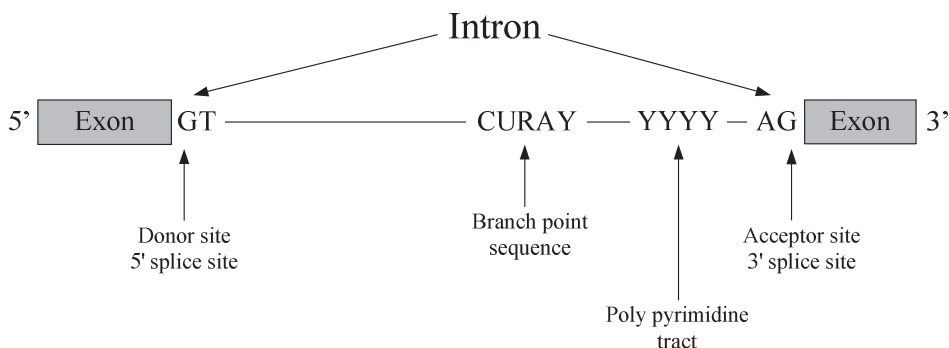 Intron
5’ Exon GT CURAY YYYY AG Exon 3’
Donor site
5' splice site
Branch point
sequence
Acceptor site
3' splice site
Poly pyrimidine
tract